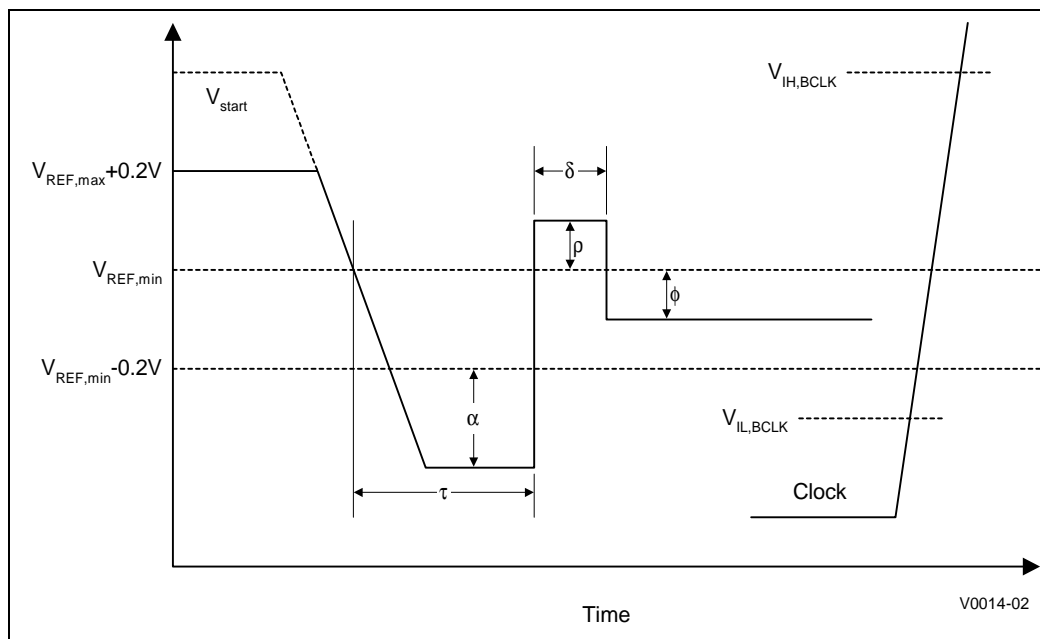 V_IH,BCLK
V_start
V_REF,max+0.2V
δ
ρ
V_REF,min
ϕ
V_REF,min-0.2V
α
V_IL,BCLK
τ
Clock
Time
V0014-02